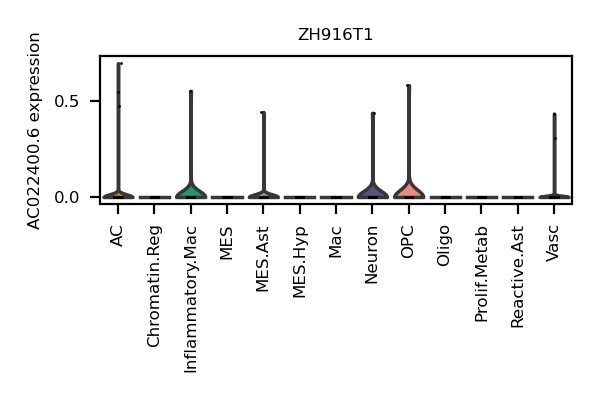 ZH916T1
AC022400.6 expression
0.5
0.0
AC
Chromatin.Reg
Inflammatory.Mac
MES
MES.Ast
MES.Hyp
Mac
Neuron
OPC
Oligo
Prolif.Metab
Reactive.Ast
Vasc